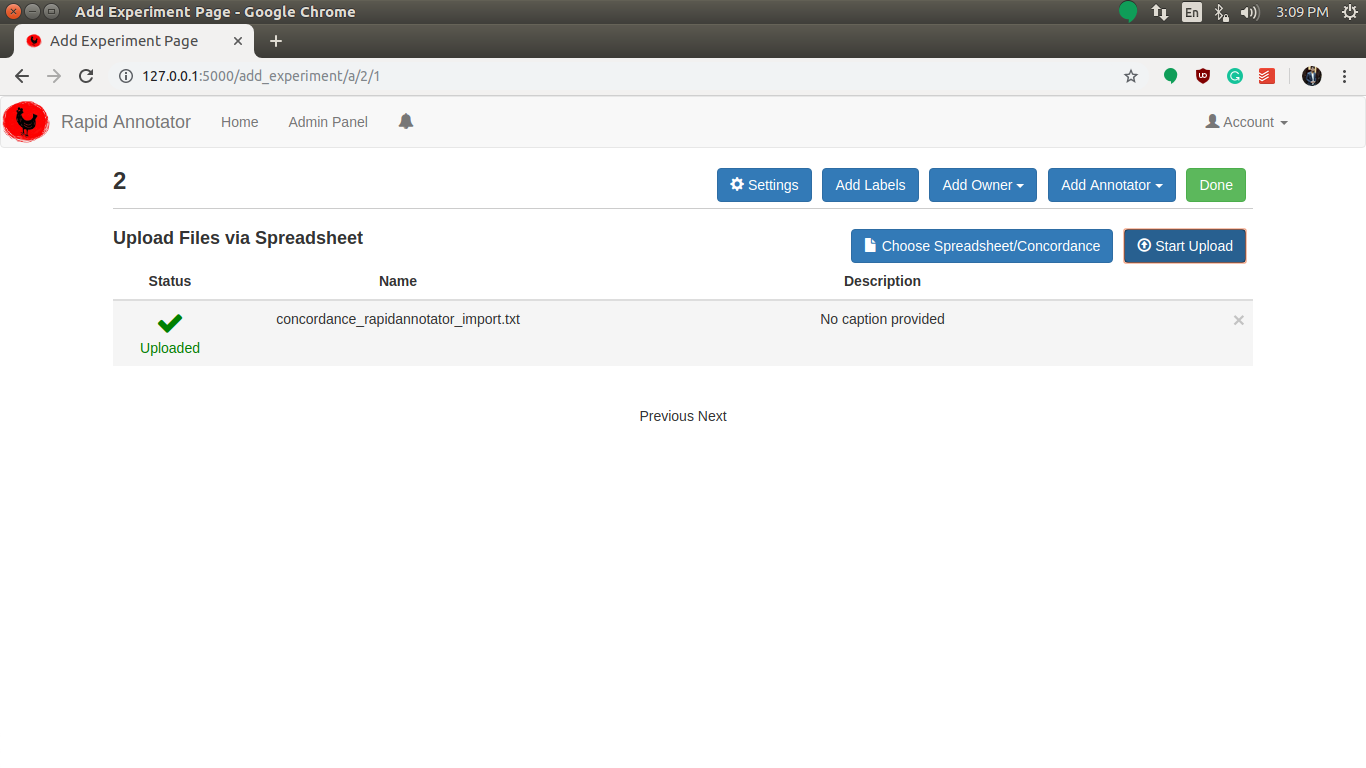 Add Experiment Page - Google Chrome En 3:09 PM
Add Experiment Page
127.0.0.1:5000/add_experiment/a/2/1
Rapid Annotator Home Admin Panel Account
2 Settings Add Labels Add Owner Add Annotator Done
Upload Files via Spreadsheet Choose Spreadsheet/Concordance Start Upload
Status Name Description
concordance_rapidannotator_import.txt No caption provided
Uploaded
Previous Next